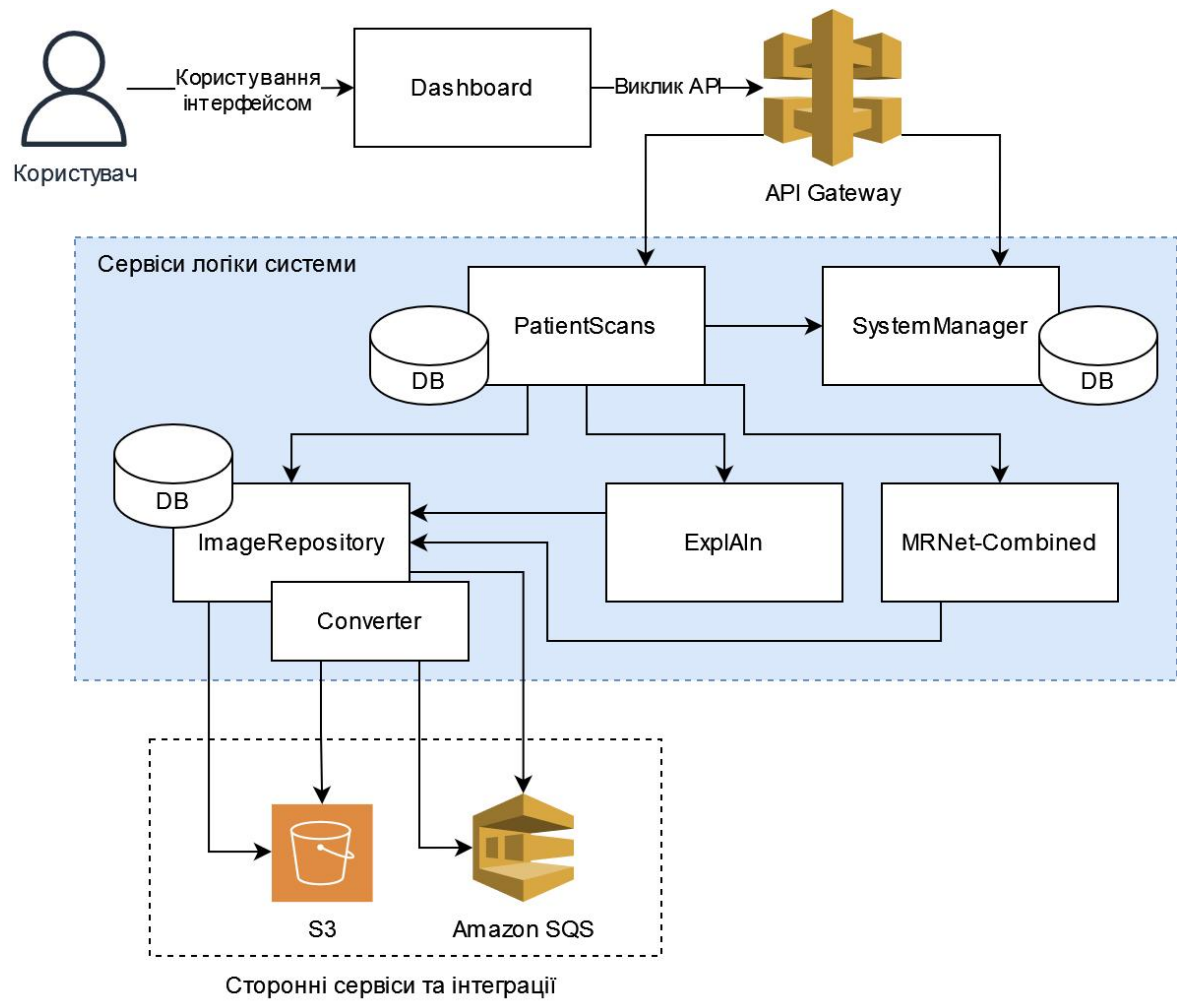 Користування
інтерфейсом
Dashboard
Виклик API
Користувач
API Gateway
Сервіси логіки системи
PatientScans
SystemManager
DB
DB
DB
ImageRepository
ExplAIn
MRNet-Combined
Converter
S3
Amazon SQS
Сторонні сервіси та інтеграції